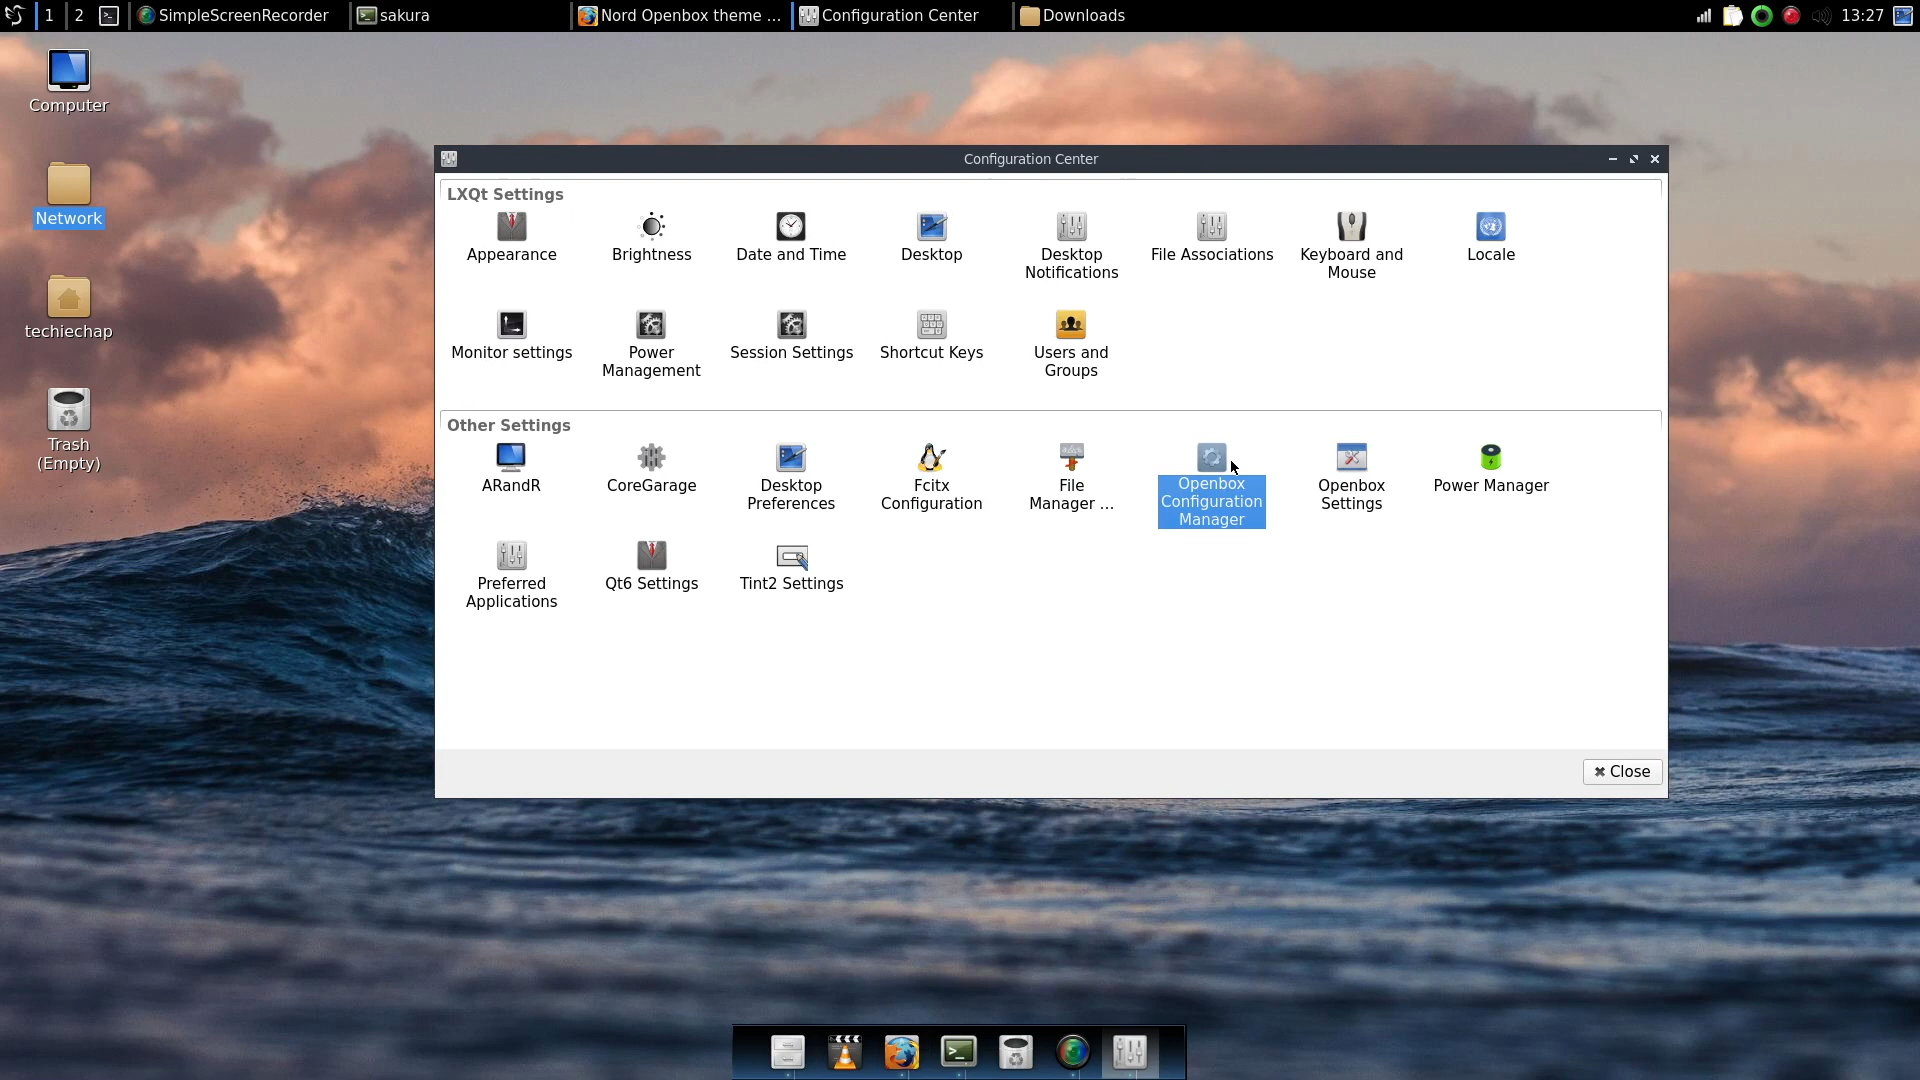 1
2
SimpleScreenRecorder
sakura
Nord Openbox theme ...
Configuration Center
Downloads
13:27
Computer
Network
techiechap
Trash
(Empty)
Configuration Center
LXQt Settings
Appearance
Brightness
Date and Time
Desktop
Desktop
Notifications
File Associations
Keyboard and
Mouse
Locale
Monitor settings
Power
Management
Session Settings
Shortcut Keys
Users and
Groups
Other Settings
ARandR
CoreGarage
Desktop
Preferences
Fcitx
Configuration
File
Manager ...
Openbox
Configuration
Manager
Openbox
Settings
Power Manager
Preferred
Applications
Qt6 Settings
Tint2 Settings
Close